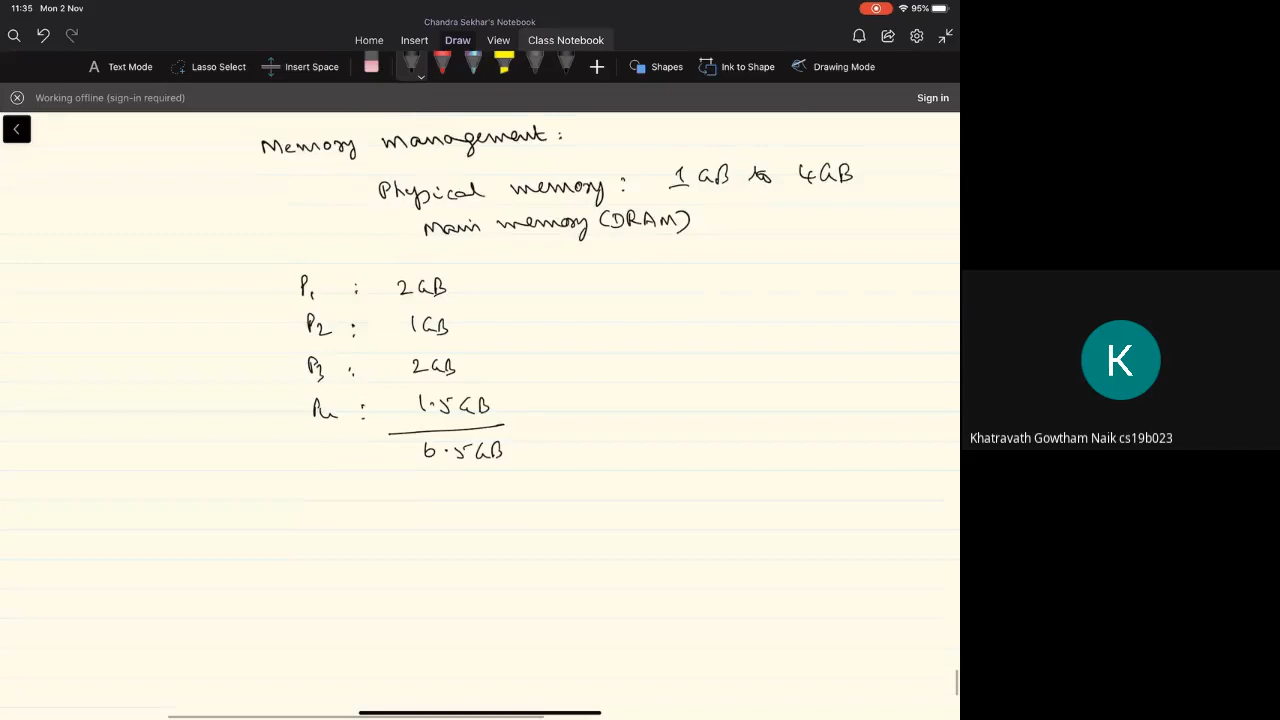 11:35 Mon 2 Nov
95%
Chandra Sekhar's Notebook
Home Insert Draw View Class Notebook
Text Mode Lasso Select Insert Space Shapes Ink to Shape Drawing Mode
Working offline (sign-in required) Sign in
Memory management:
Physical memory: 1 GB to 4GB
Main memory (DRAM)
P1 : 2GB
P2 : 1GB
P3 : 2GB
P4 : 1.5GB
6.5GB
K
Khatravath Gowtham Naik cs19b023